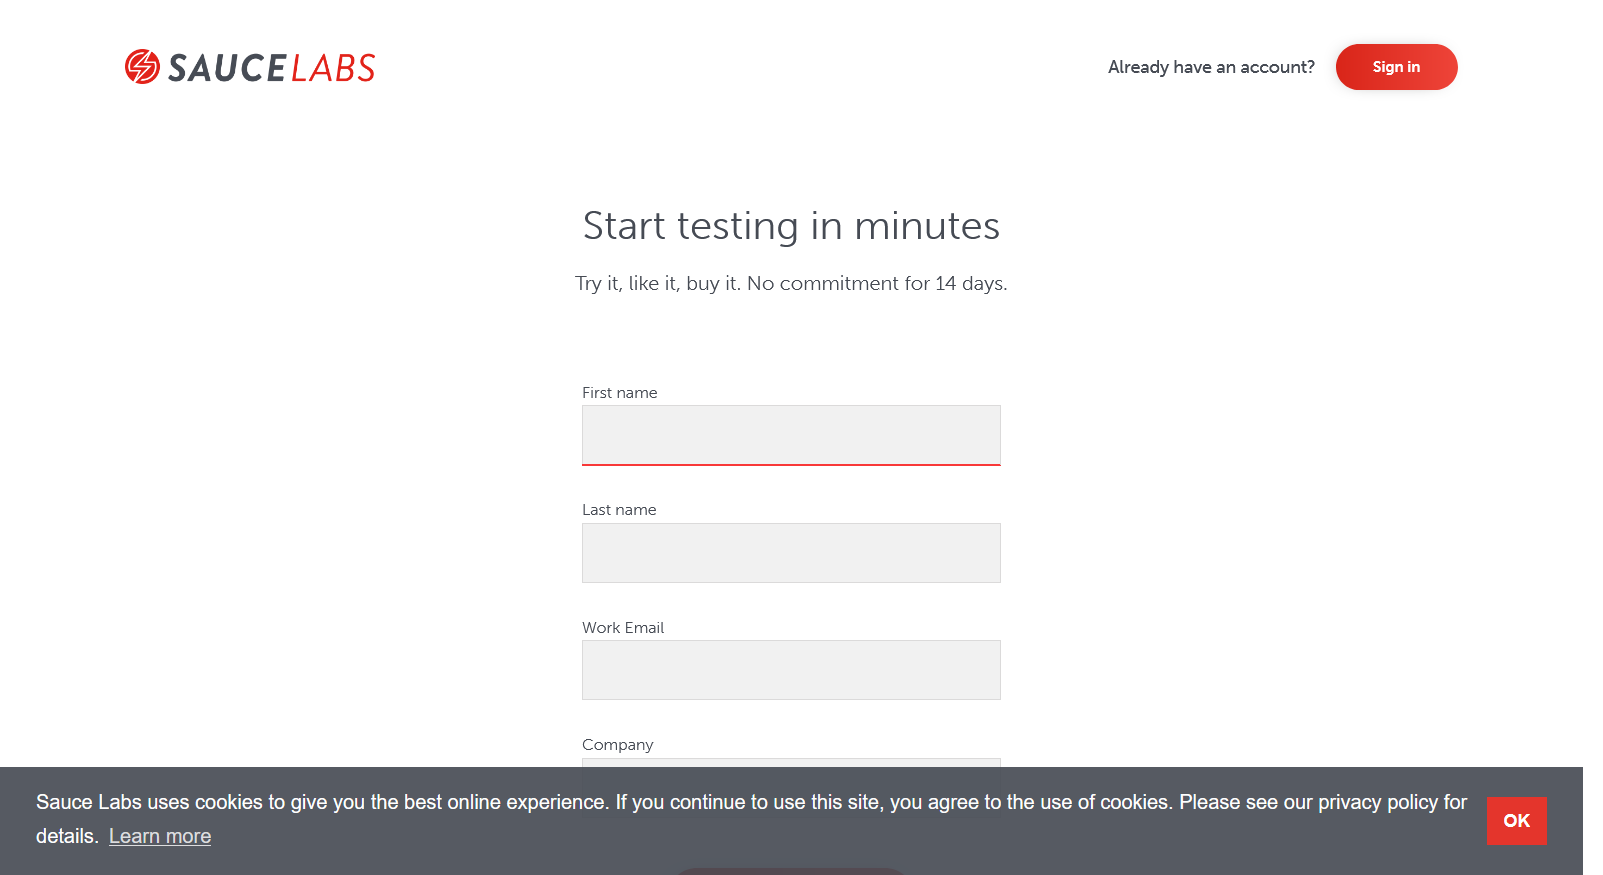 SAUCE LABS
Already have an account?
Sign in
Start testing in minutes
Try it, like it, buy it. No commitment for 14 days.
First name
Last name
Work Email
Company
Sauce Labs uses cookies to give you the best online experience. If you continue to use this site, you agree to the use of cookies. Please see our privacy policy for
details. Learn more
OK